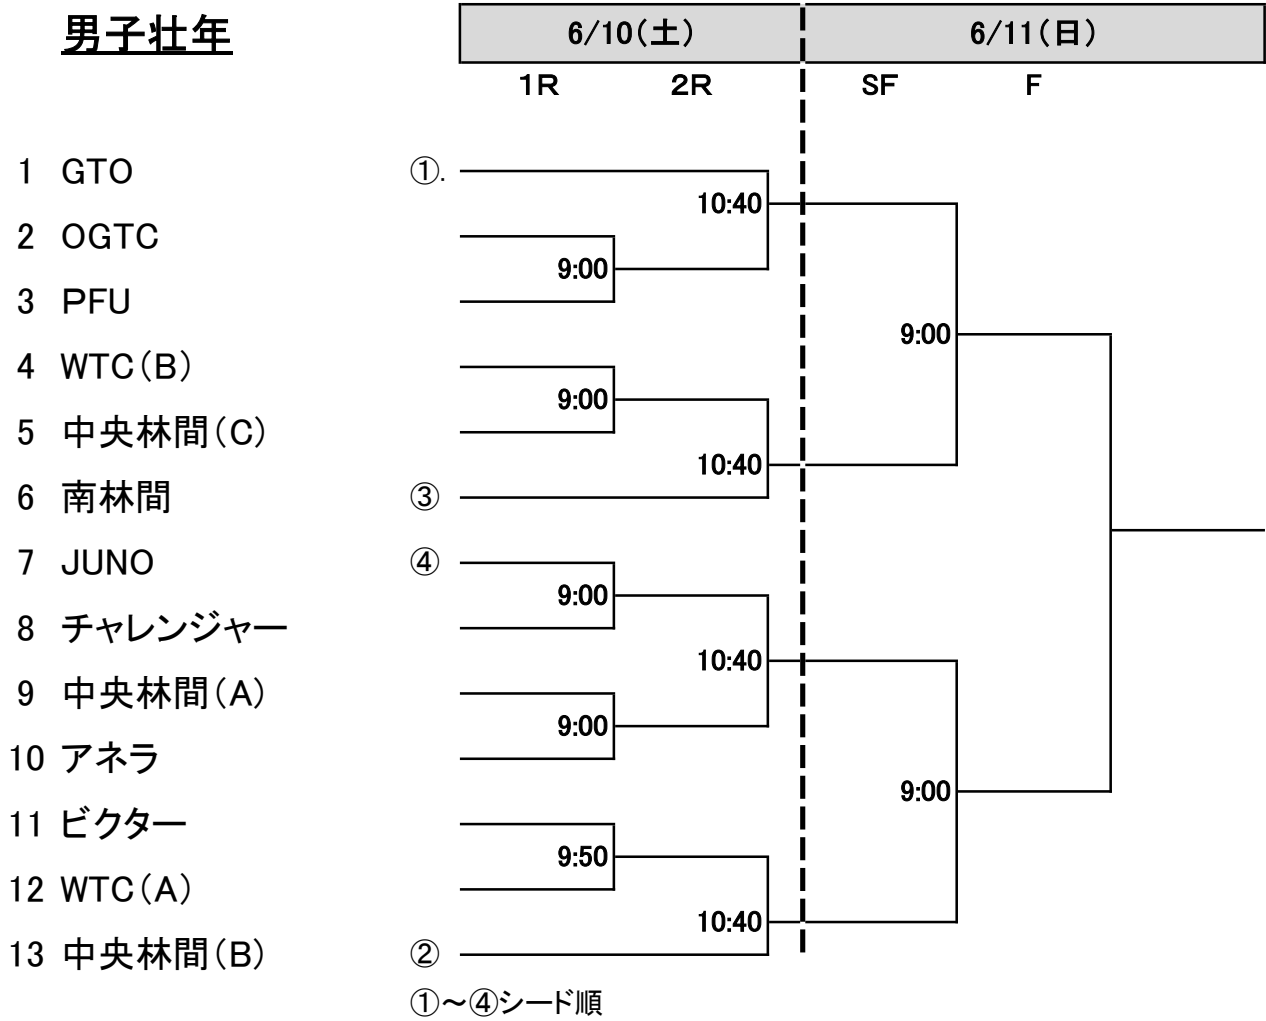 男子壮年
6/10(土) 6/11(日)
1R 2R SF F
1 GTO ①.
10:40
2 OGTC
9:00
3 PFU
9:00
4 WTC(B)
9:00
5 中央林間(C)
10:40
6 南林間 ③
7 JUNO ④
9:00
8 チャレンジャー
10:40
9 中央林間(A)
9:00
10 アネラ
9:00
11 ビクター
9:50
12 WTC(A)
10:40
13 中央林間(B) ②
①～④シード順